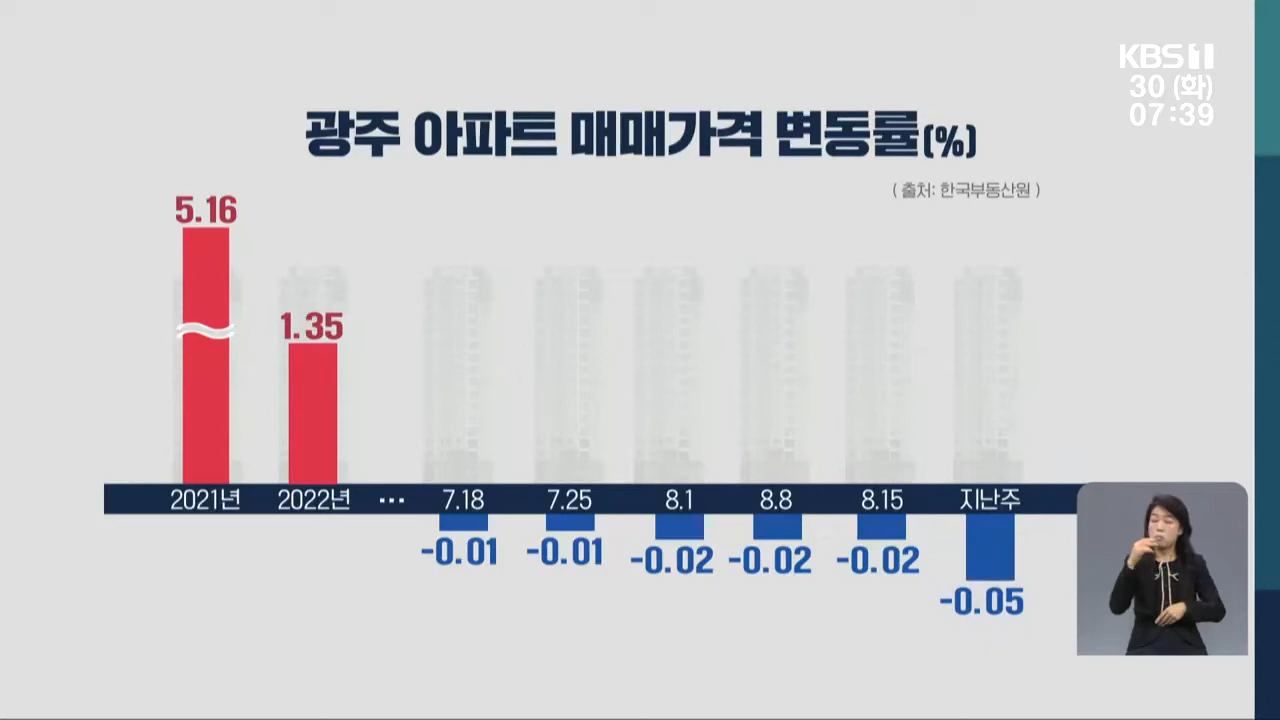 KBS1
30 (화)
07:39
광주 아파트 매매가격 변동률(%)
( 출처: 한국부동산원 )
5.16
1.35
2021년 2022년 ··· 7.18 7.25 8.1 8.8 8.15 지난주
-0.01 -0.01 -0.02 -0.02 -0.02
-0.05